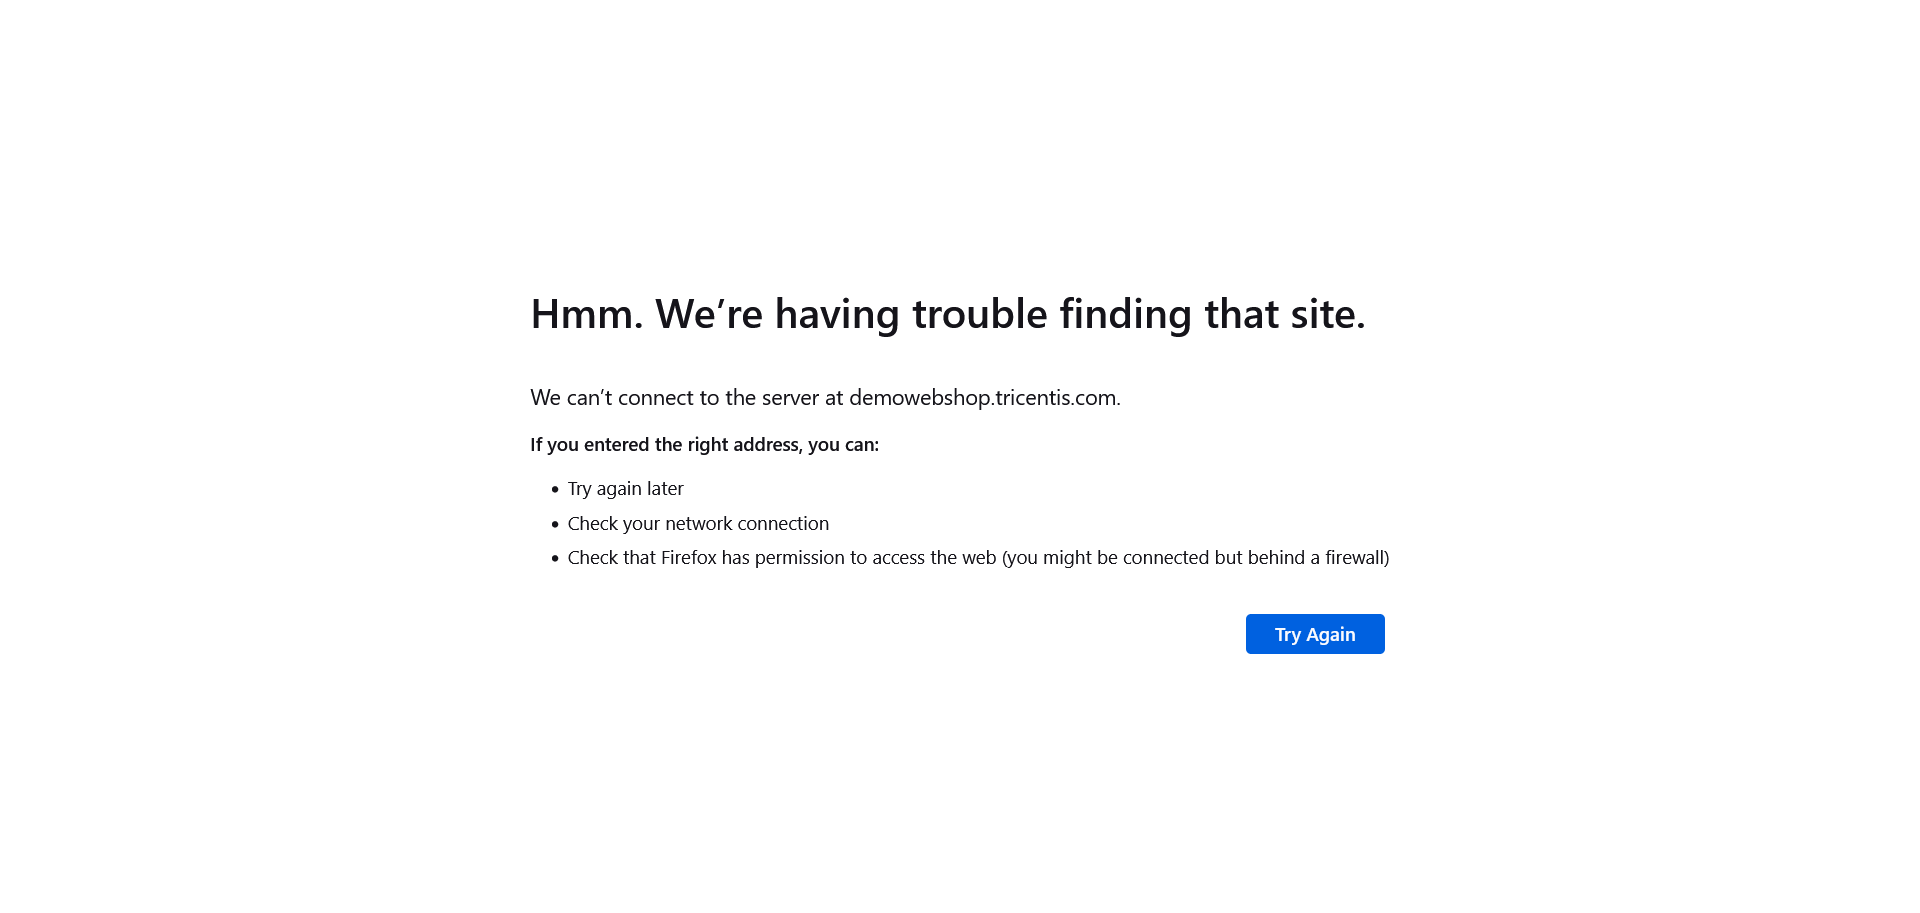 Hmm. We’re having trouble finding that site.
We can’t connect to the server at demowebshop.tricentis.com.
If you entered the right address, you can:
• Try again later
• Check your network connection
• Check that Firefox has permission to access the web (you might be connected but behind a firewall)
Try Again